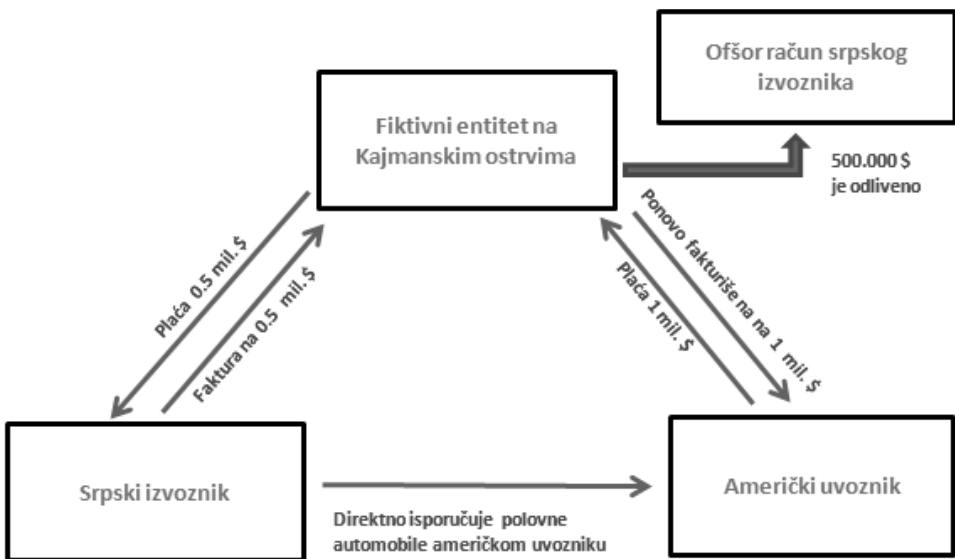 Ofšor račun srpskog
izvoznika
Fiktivni entitet na
Kajmanskim ostrvima
500.000 $
je odliveno
Plaća 0.5 mil. $
Faktura na 0.5 mil. $
Ponovo fakturiše na na 1 mil. $
Plaća 1 mil. $
Srpski izvoznik
Američki uvoznik
Direktno isporučuje polovne
automobile američkom uvozniku